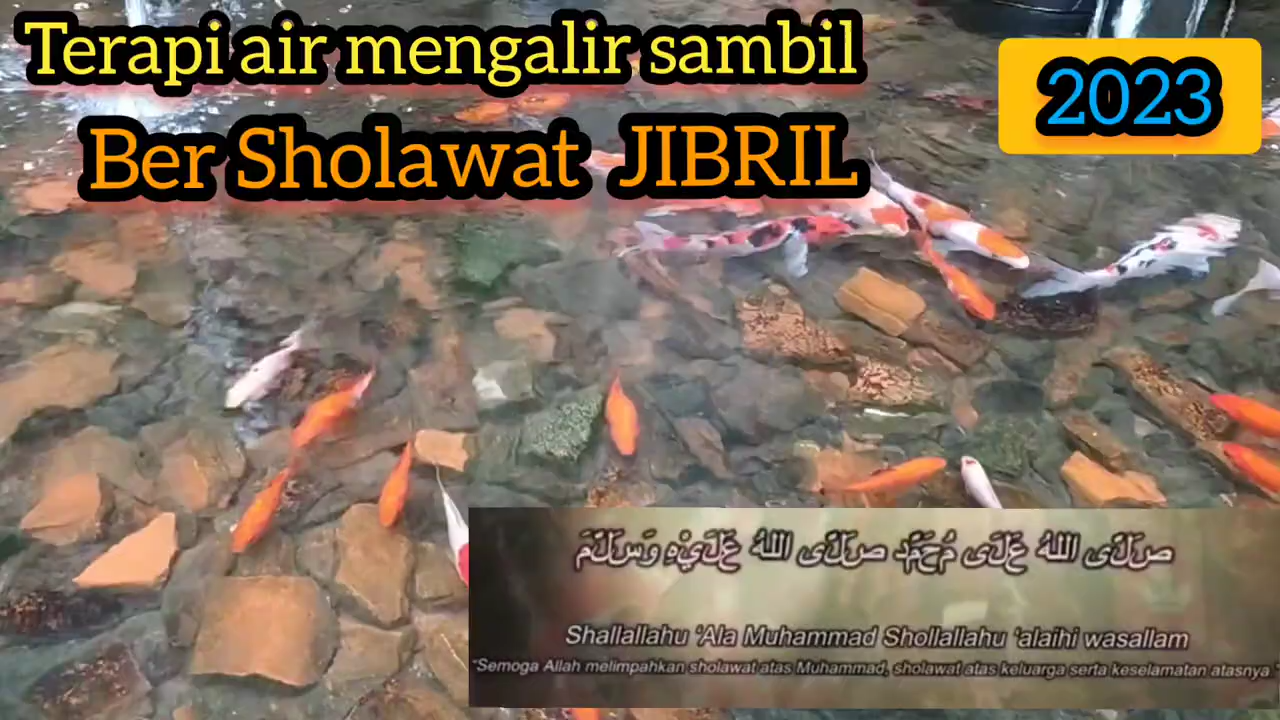 Terapi air mengalir sambil
Ber Sholawat JIBRIL
2023
صَلَّى اللهُ عَلَى مُحَمَّد صَلَّى اللهُ عَلَيْهِ وَسَلَّمَ
Shallallahu 'Ala Muhammad Shollallahu 'alaihi wasallam
"Semoga Allah melimpahkan sholawat atas Muhammad, sholawat atas keluarga serta keselamatan atasnya"